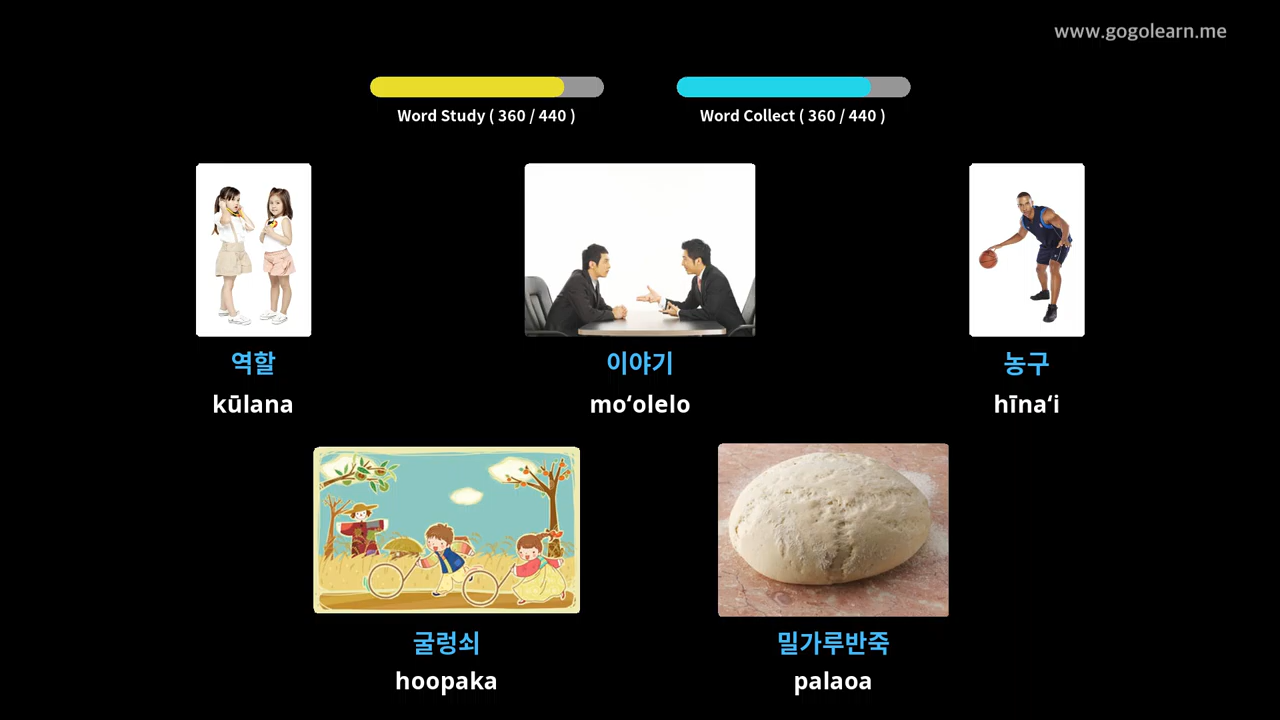 www.gogolearn.me
Word Study ( 360 / 440 )
Word Collect ( 360 / 440 )
역할
이야기
농구
kūlana
moʻolelo
hīnaʻi
굴렁쇠
밀가루반죽
hoopaka
palaoa